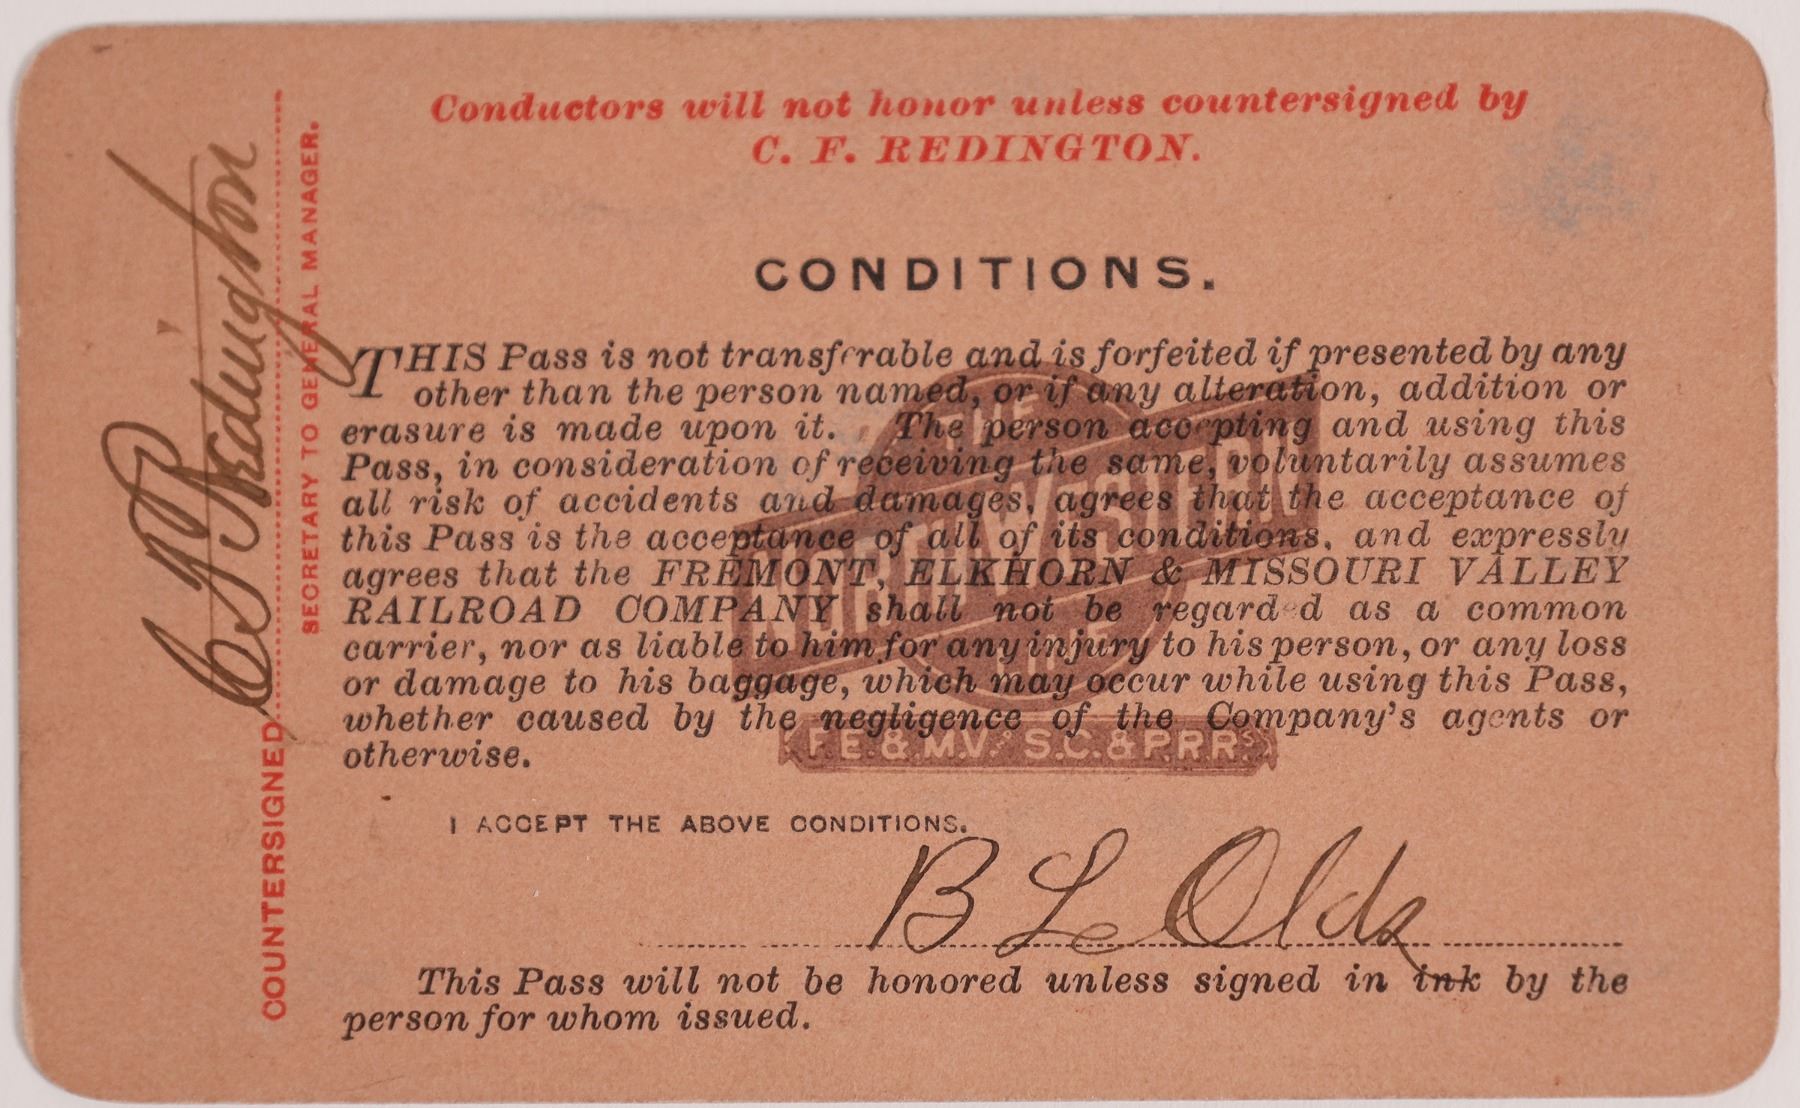 Conductors will not honor unless countersigned by
C. F. REDINGTON.
CONDITIONS.
THIS Pass is not transferable and is forfeited if presented by any
other than the person named, or if any alteration, addition or
erasure is made upon it. The person accepting and using this
Pass, in consideration of receiving the same, voluntarily assumes
all risk of accidents and damages, agrees that the acceptance of
this Pass is the acceptance of all of its conditions, and expressly
agrees that the FREMONT, ELKHORN & MISSOURI VALLEY
RAILROAD COMPANY shall not be regarded as a common
carrier, nor as liable to him for any injury to his person, or any loss
or damage to his baggage, which may occur while using this Pass,
whether caused by the negligence of the Company's agents or
otherwise.
THE
NORTH WESTERN
LINE
F.E. & M.V. AND S.C. & P.R.Rs
I ACCEPT THE ABOVE CONDITIONS.
B L Olds
This Pass will not be honored unless signed in ink by the
person for whom issued.
COUNTERSIGNED
C F Redington
SECRETARY TO GENERAL MANAGER.